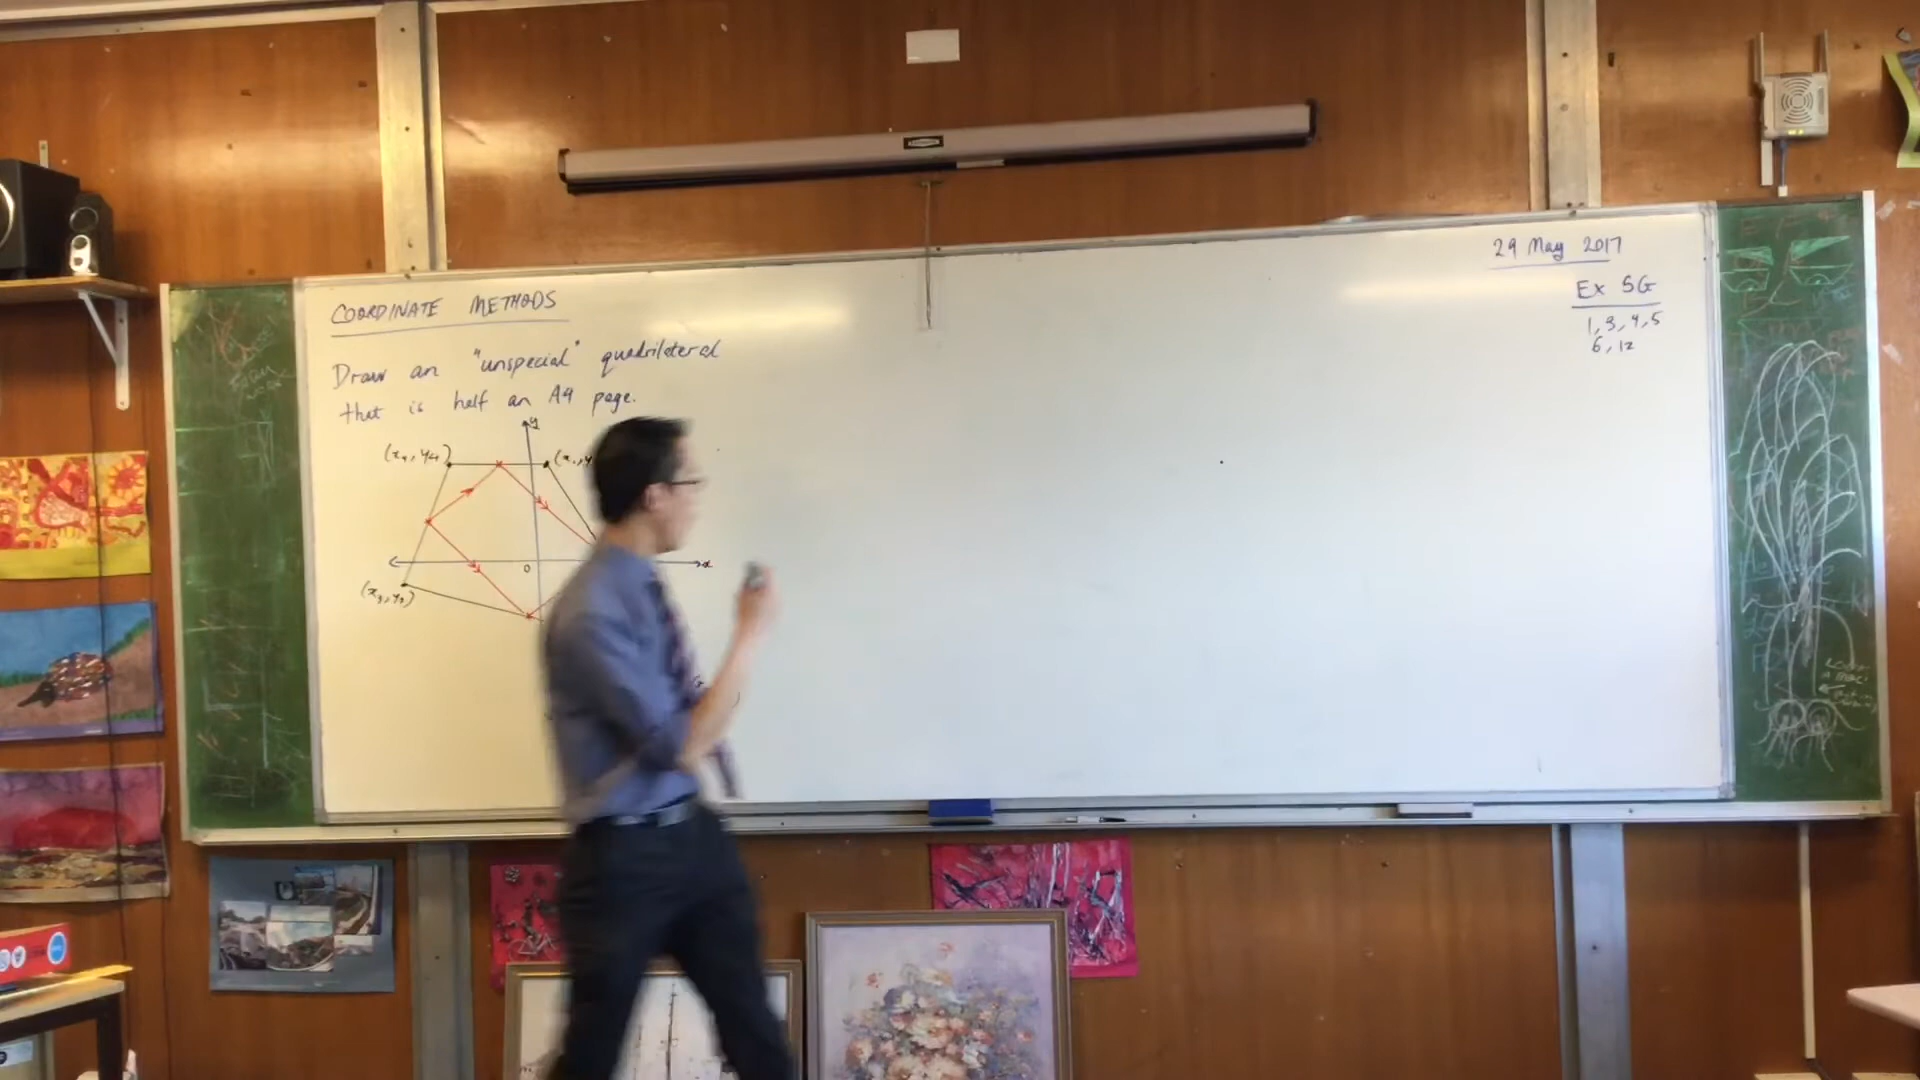 29 May 2017
Ex 5G
1, 3, 4, 5
6, 12
COORDINATE METHODS
Draw an "unspecial" quadrilateral
that is half an A4 page.
y
(x₄, y₄)
x
0
(x₃, y₃)